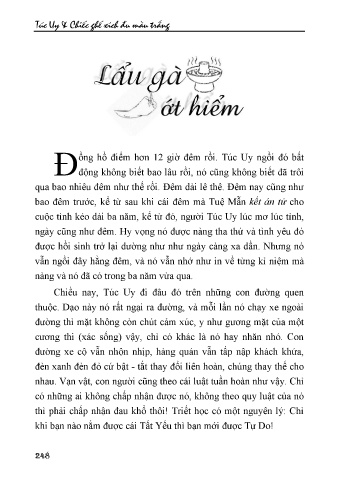 Túc Uy & Chiếc ghế xích đu màu trắng
Lẩu gà
ớt hiểm
Đồng hồ điểm hơn 12 giờ đêm rồi. Túc Uy ngồi đó bất
động không biết bao lâu rồi, nó cũng không biết đã trôi
qua bao nhiêu đêm như thế rồi. Đêm dài lê thê. Đêm nay cũng như
bao đêm trước, kể từ sau khi cái đêm mà Tuệ Mẫn kết án tử cho
cuộc tình kéo dài ba năm, kể từ đó, người Túc Uy lúc mơ lúc tỉnh,
ngày cũng như đêm. Hy vọng nó được nàng tha thứ và tình yêu đó
được hồi sinh trở lại dường như như ngày càng xa dần. Nhưng nó
vẫn ngồi đây hằng đêm, và nó vẫn nhớ như in về từng kỉ niệm mà
nàng và nó đã có trong ba năm vừa qua.
Chiều nay, Túc Uy đi đâu đó trên những con đường quen
thuộc. Dạo này nó rất ngại ra đường, và mỗi lần nó chạy xe ngoài
đường thì mặt không còn chút cảm xúc, y như gương mặt của một
cương thi (xác sống) vậy, chỉ có khác là nó hay nhăn nhó. Con
đường xe cộ vẫn nhộn nhịp, hàng quán vẫn tấp nập khách khứa,
đèn xanh đèn đỏ cứ bật - tắt thay đổi liên hoàn, chúng thay thế cho
nhau. Vạn vật, con người cũng theo cái luật tuần hoàn như vậy. Chỉ
có những ai không chấp nhận được nó, không theo quy luật của nó
thì phải chấp nhận đau khổ thôi! Triết học có một nguyên lý: Chỉ
khi bạn nào nắm được cái Tất Yếu thì bạn mới được Tự Do!
248